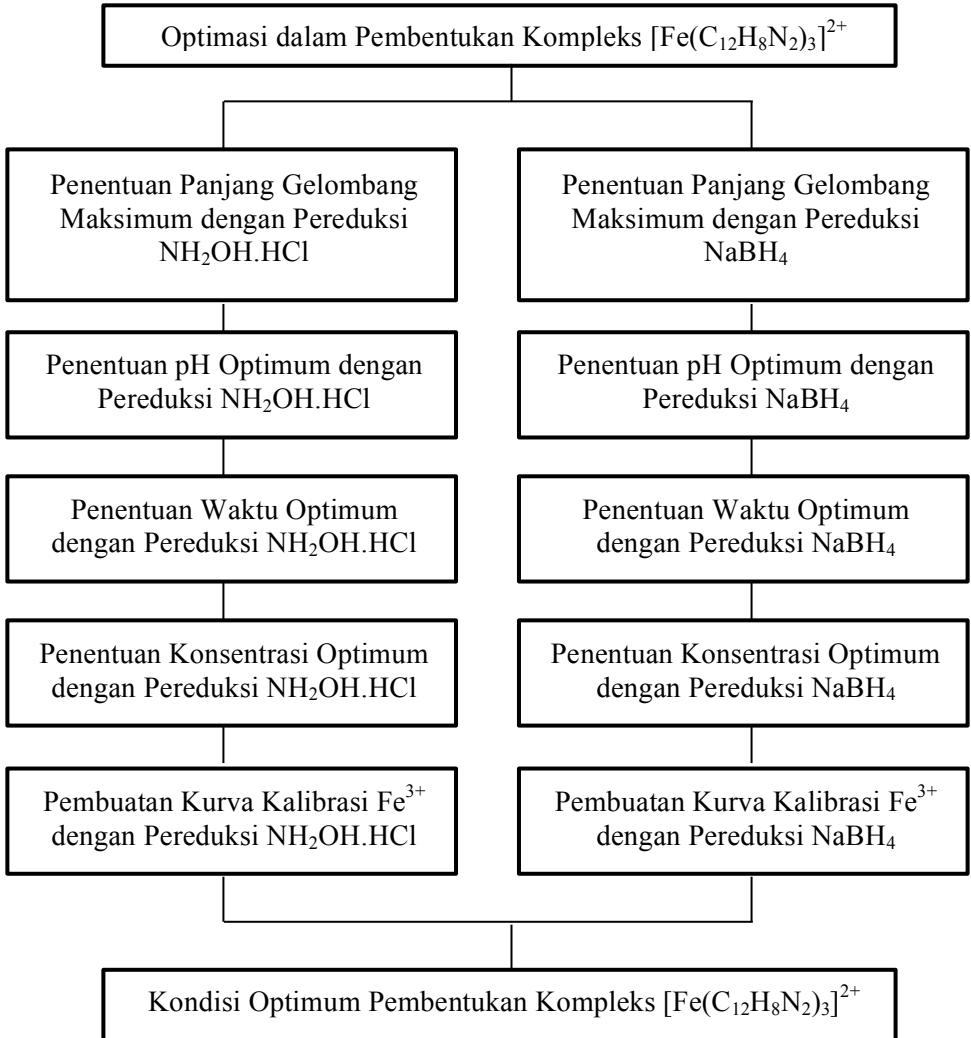 Optimasi dalam Pembentukan Kompleks [Fe(C₁₂H₈N₂)₃]²⁺
Penentuan Panjang Gelombang
Maksimum dengan Pereduksi
NH₂OH.HCl
Penentuan Panjang Gelombang
Maksimum dengan Pereduksi
NaBH₄
Penentuan pH Optimum dengan
Pereduksi NH₂OH.HCl
Penentuan pH Optimum dengan
Pereduksi NaBH₄
Penentuan Waktu Optimum
dengan Pereduksi NH₂OH.HCl
Penentuan Waktu Optimum
dengan Pereduksi NaBH₄
Penentuan Konsentrasi Optimum
dengan Pereduksi NH₂OH.HCl
Penentuan Konsentrasi Optimum
dengan Pereduksi NaBH₄
Pembuatan Kurva Kalibrasi Fe³⁺
dengan Pereduksi NH₂OH.HCl
Pembuatan Kurva Kalibrasi Fe³⁺
dengan Pereduksi NaBH₄
Kondisi Optimum Pembentukan Kompleks [Fe(C₁₂H₈N₂)₃]²⁺